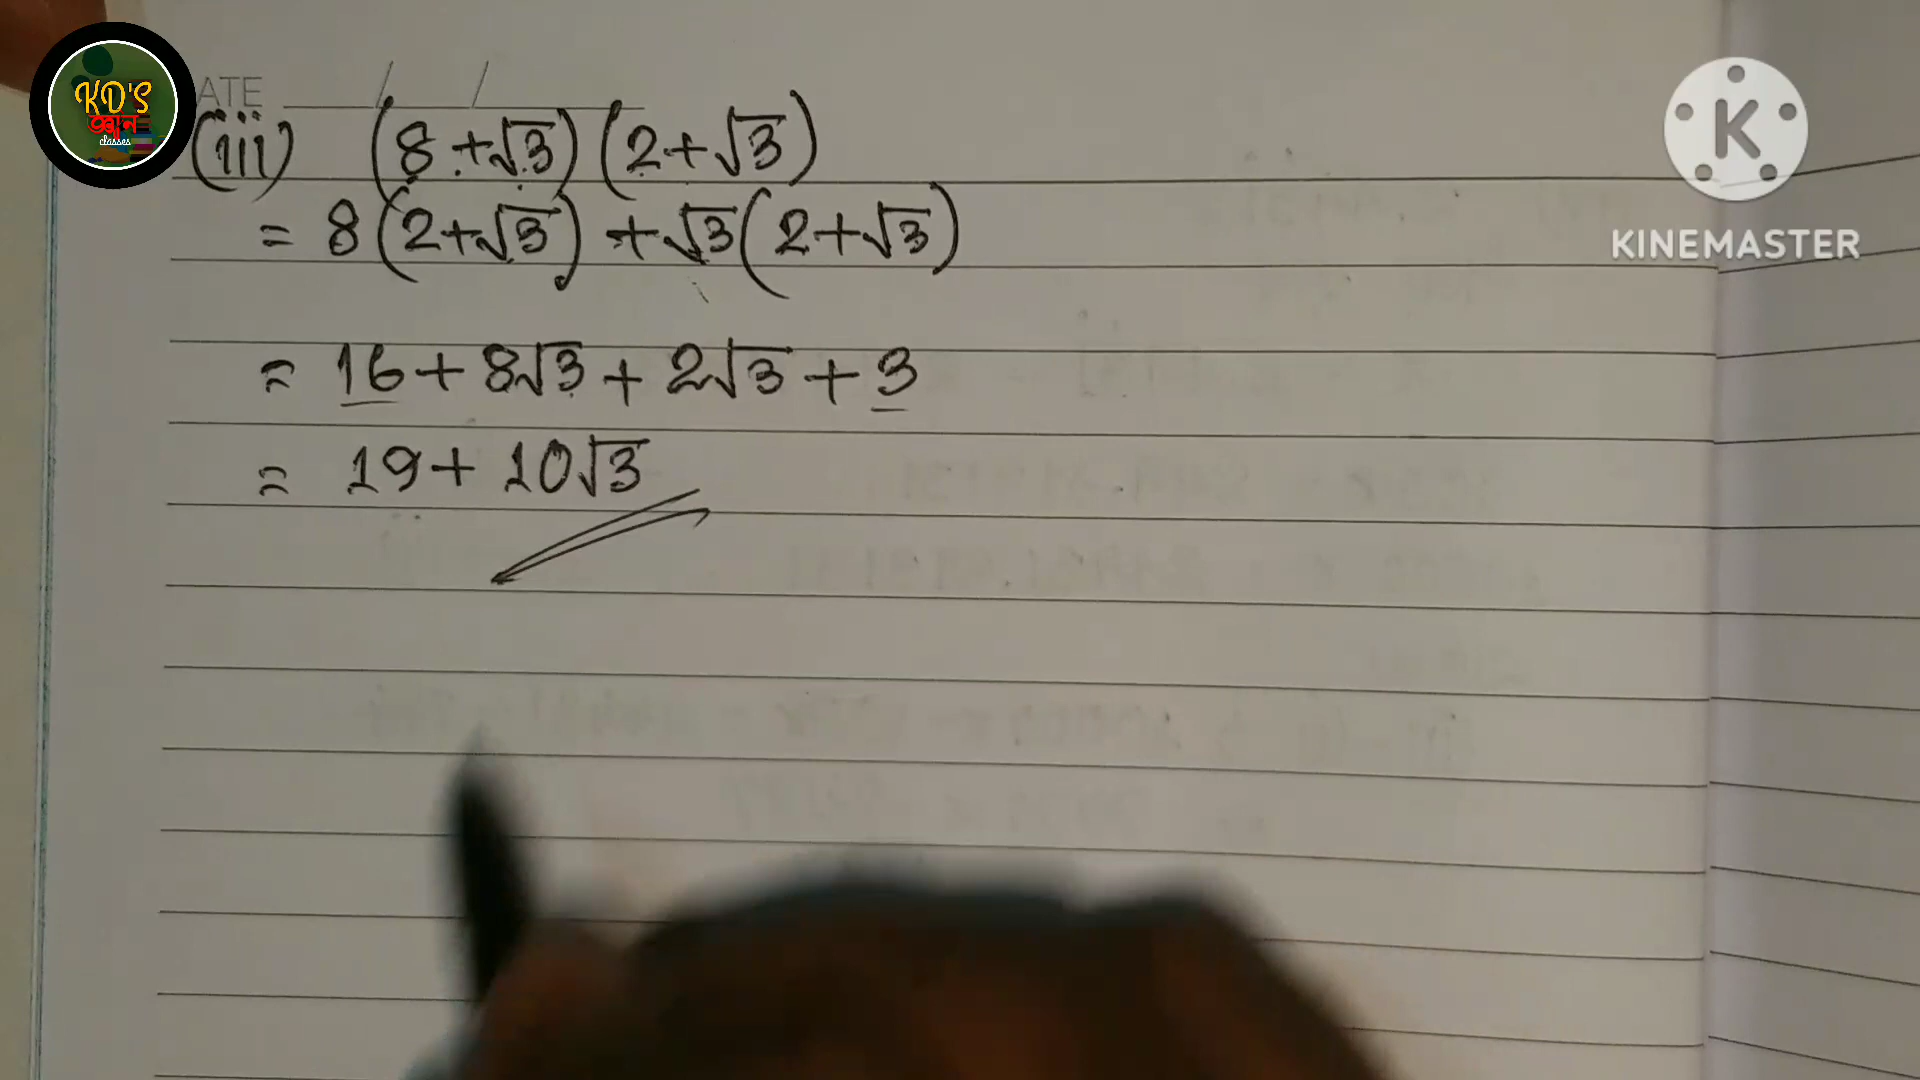 KD'S
জ্ঞান
classes
KINEMASTER
ATE / /
(iii) (8+√3)(2+√3)
= 8(2+√3)+√3(2+√3)
= 16+8√3+2√3+3
= 19+10√3